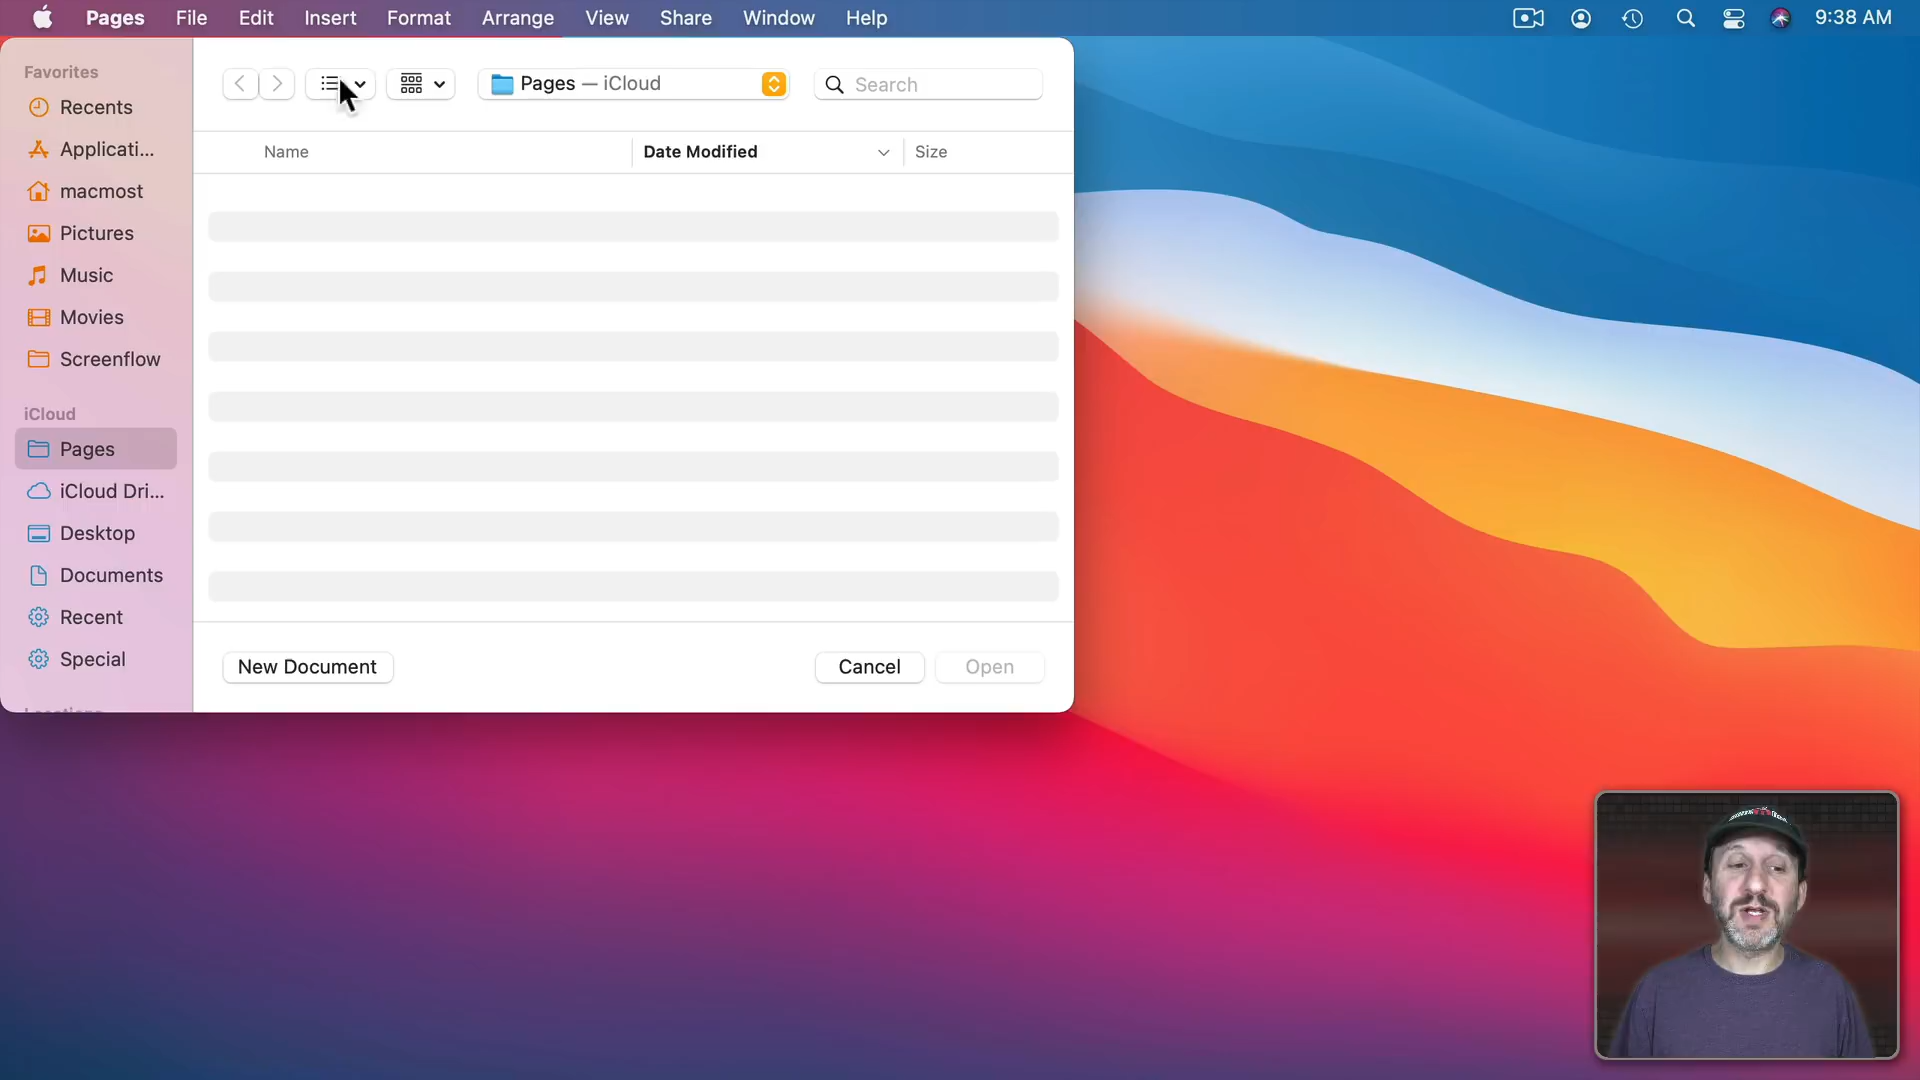 Pages File Edit Insert Format Arrange View Share Window Help 9:38 AM
Favorites
Recents
Applicati...
macmost
Pictures
Music
Movies
Screenflow
iCloud
Pages
iCloud Dri...
Desktop
Documents
Recent
Special
Pages — iCloud
Search
Name Date Modified Size
New Document Cancel Open